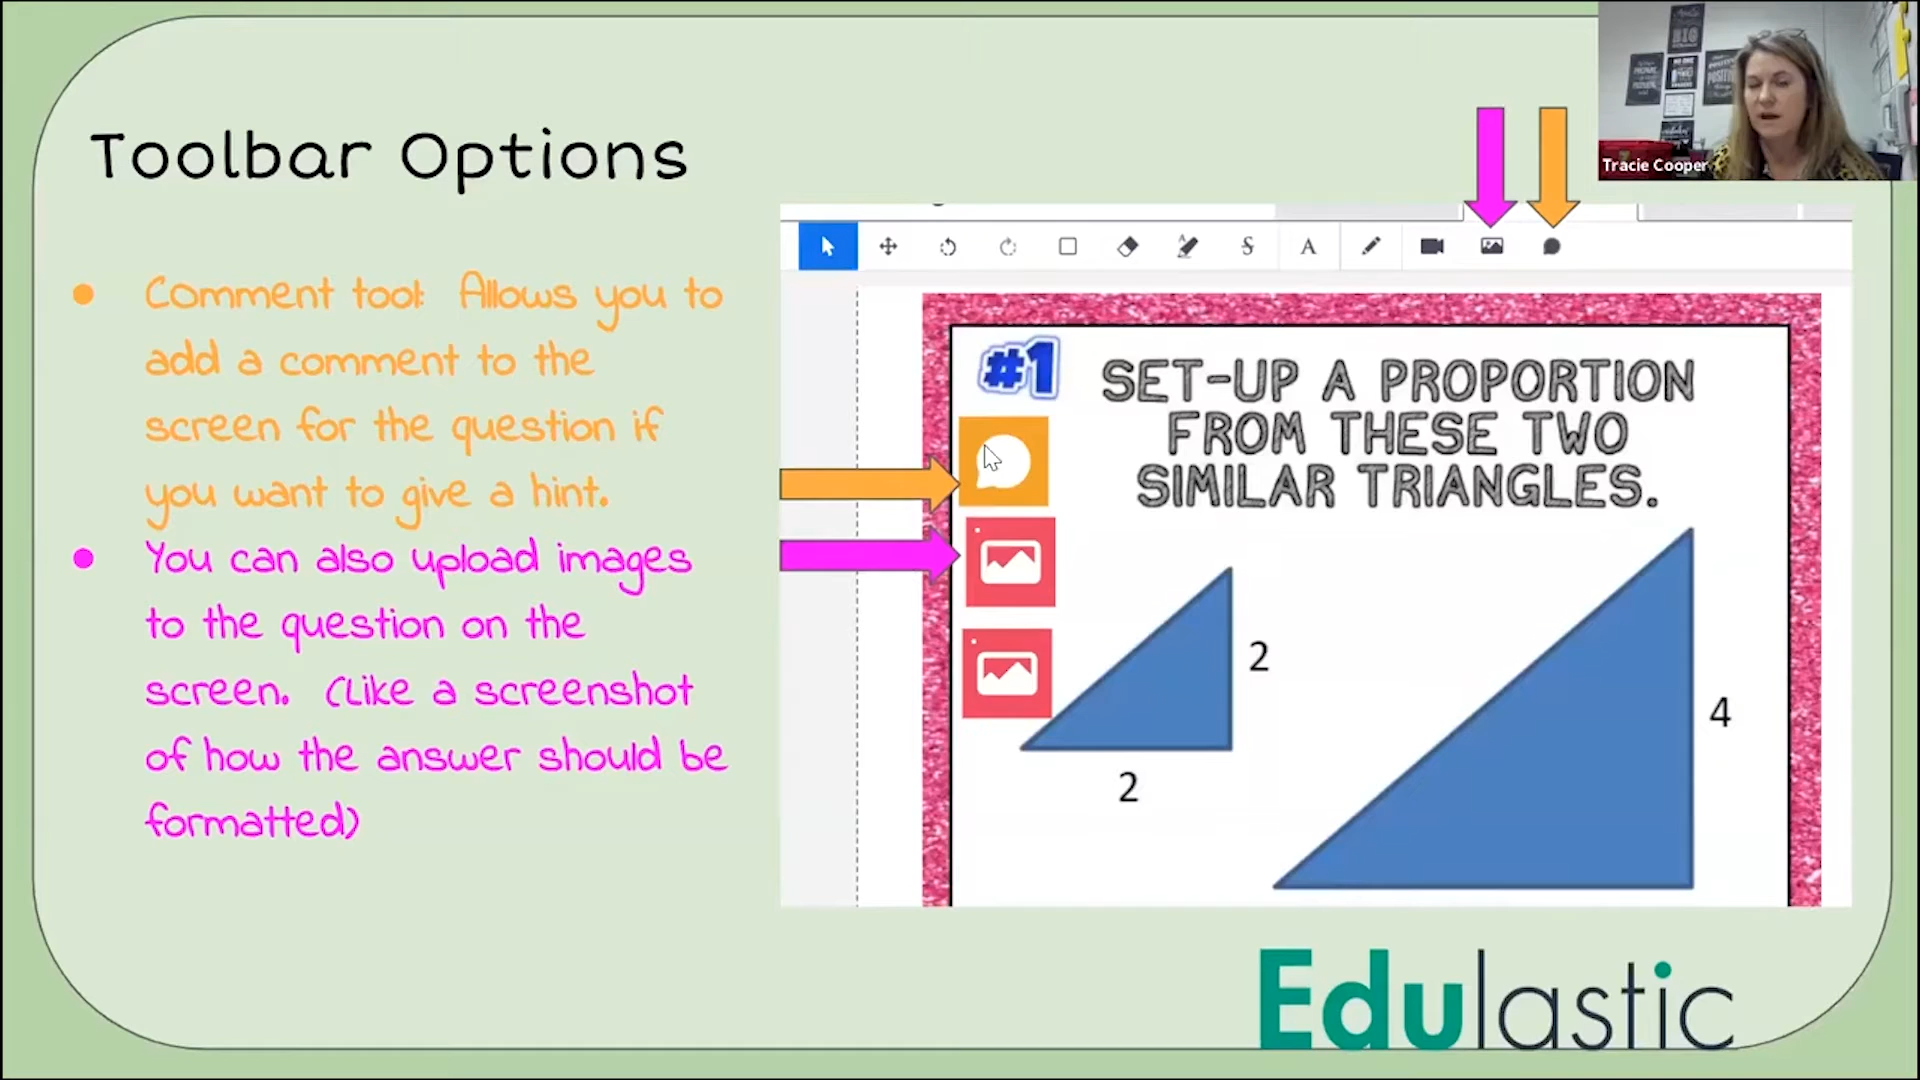 Toolbar Options
Comment tool: Allows you to
add a comment to the
screen for the question if
you want to give a hint.
You can also upload images
to the question on the
screen. (Like a screenshot
of how the answer should be
formatted)
Tracie Cooper
S
A
#1
SET-UP A PROPORTION
FROM THESE TWO
SIMILAR TRIANGLES.
2
2
4
Edulastic